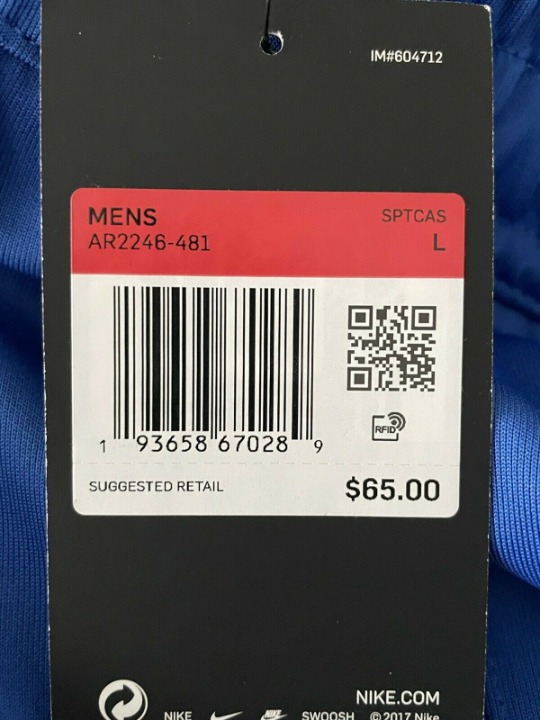 IM#604712
MENS SPTCAS
AR2246-481 L
1 93658 67028 9
RFID
SUGGESTED RETAIL $65.00
NIKE.COM
NIKE NIKE SWOOSH ©2017 Nike